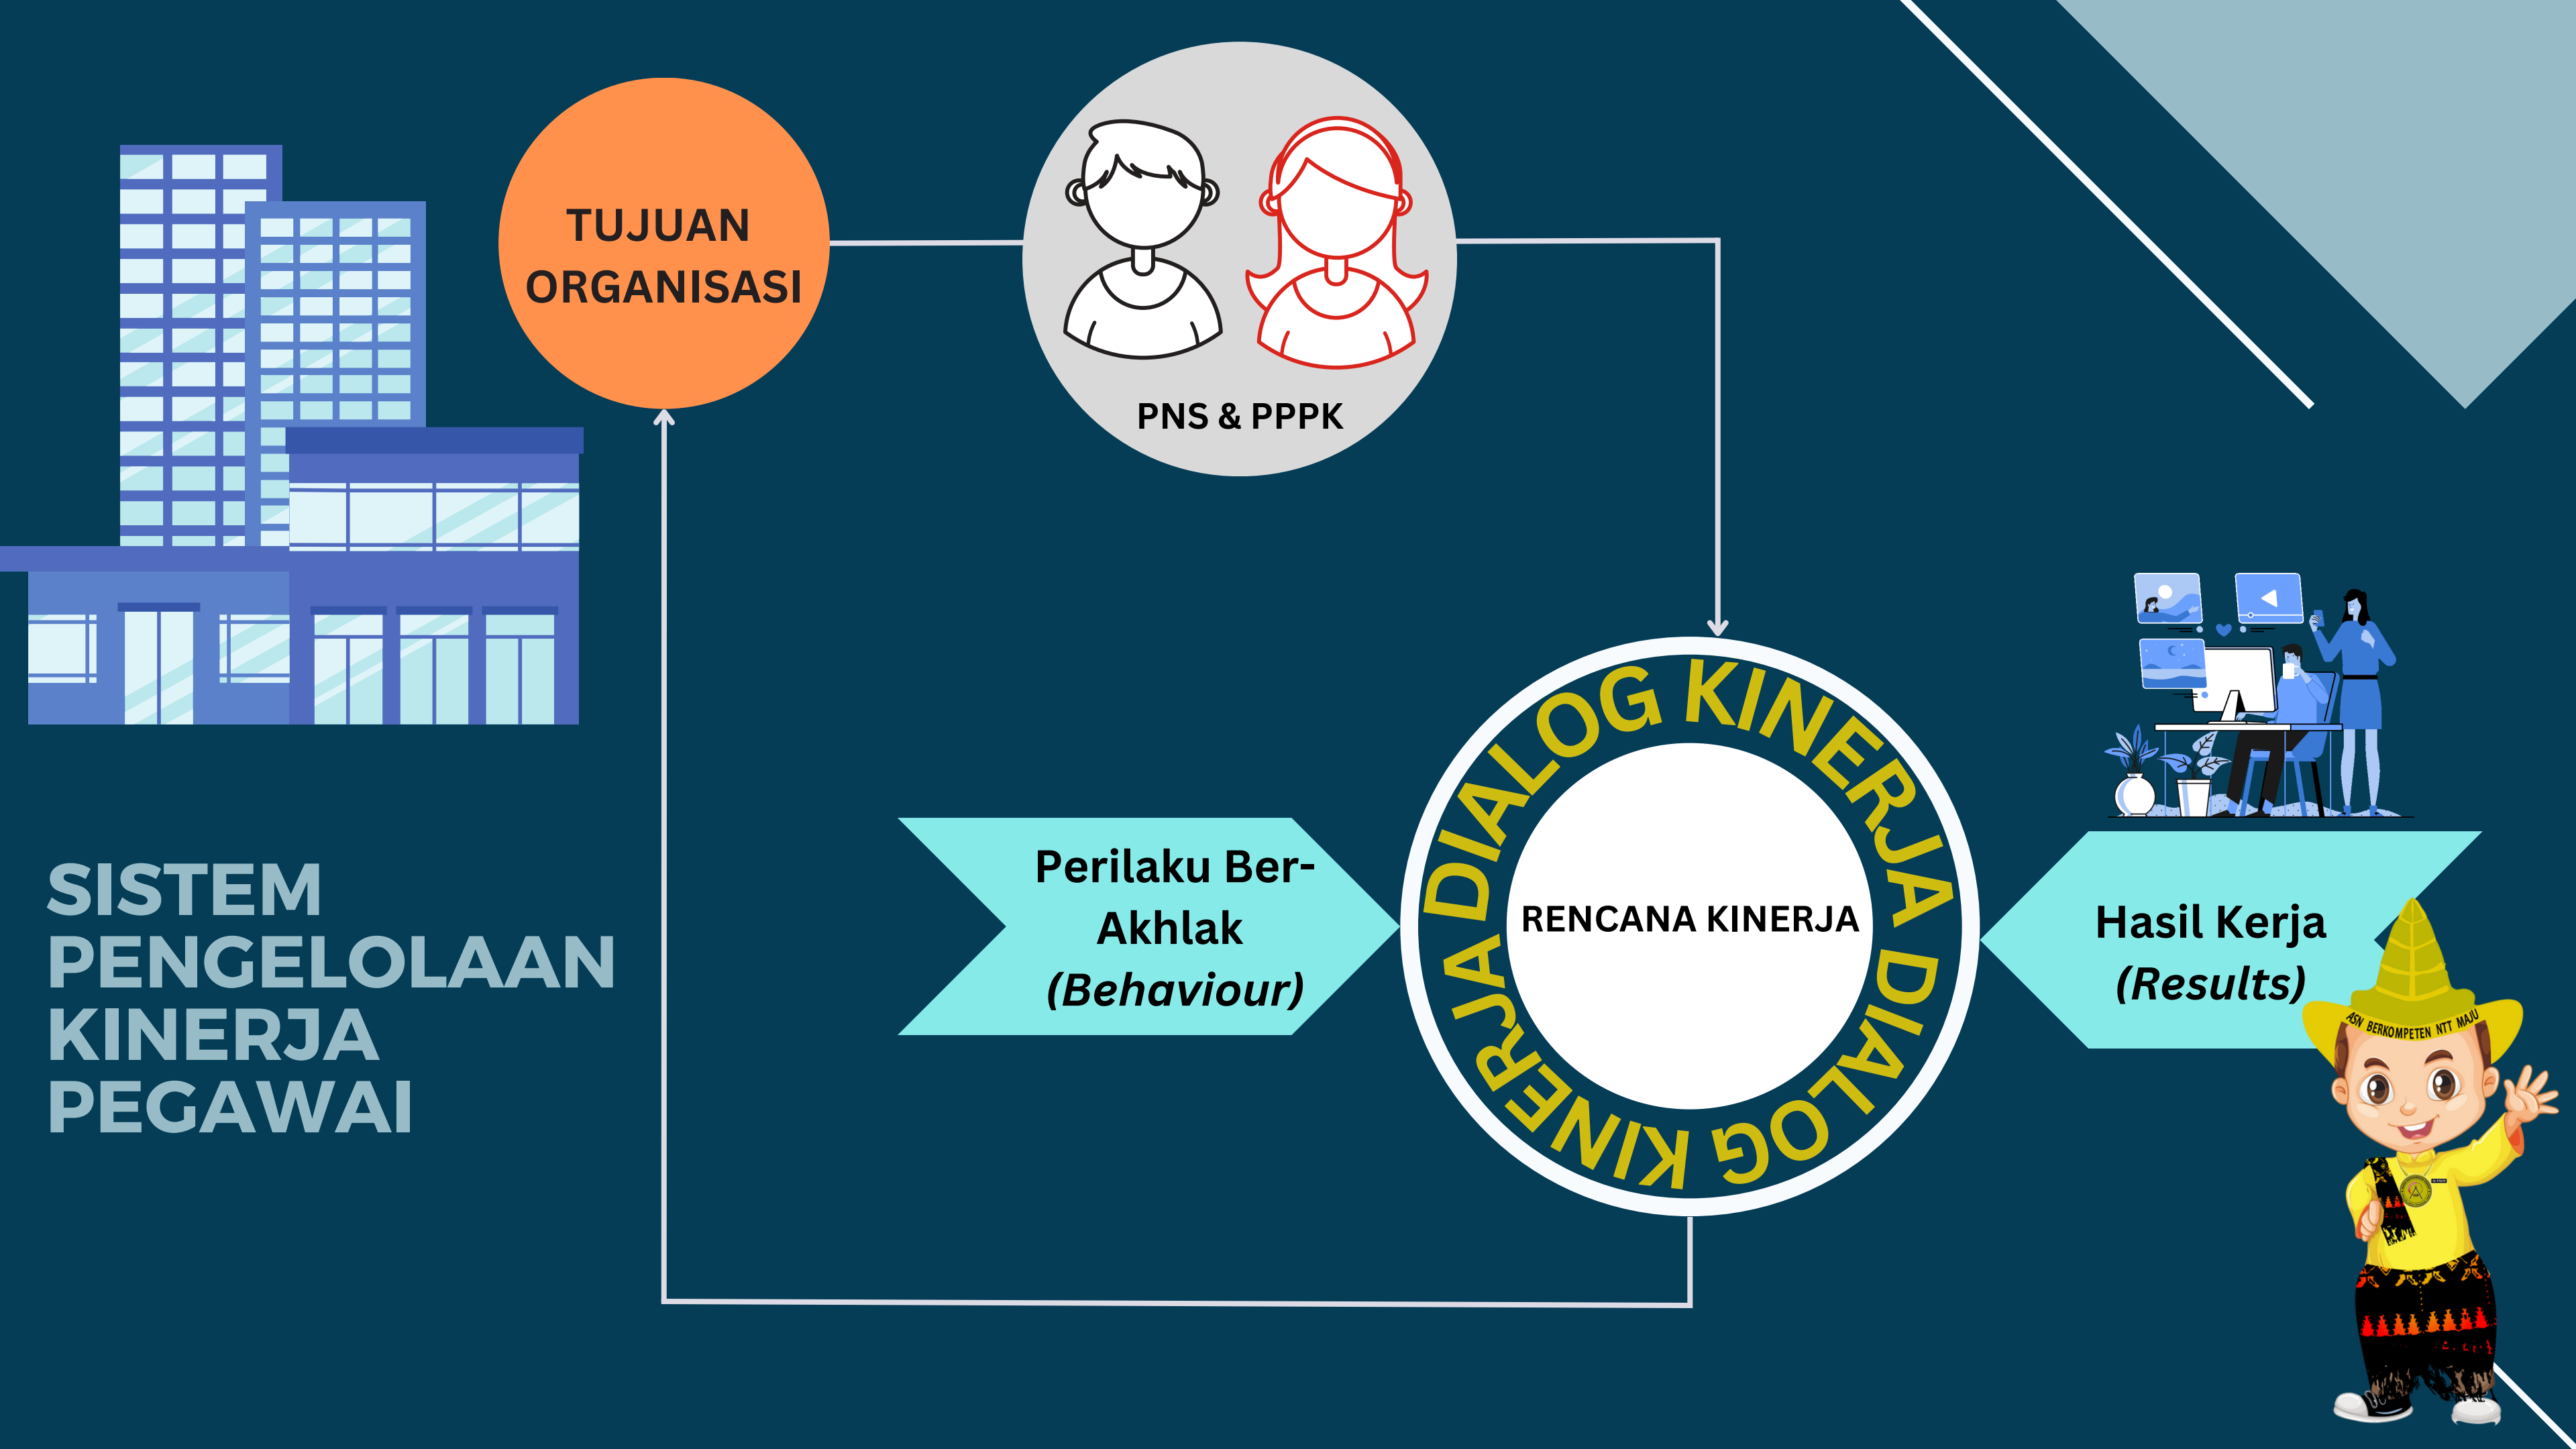 TUJUAN
ORGANISASI
PNS & PPPK
SISTEM
PENGELOLAAN
KINERJA
PEGAWAI
Perilaku Ber-
Akhlak
(Behaviour)
DIALOG KINERJA DIALOG KINERJA
RENCANA KINERJA
Hasil Kerja
(Results)
ASN BERKOMPETEN NTT MAJU